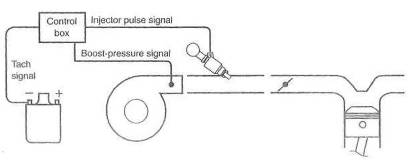 Control
box
Injector pulse signal
Boost-pressure signal
Tach
signal
− +